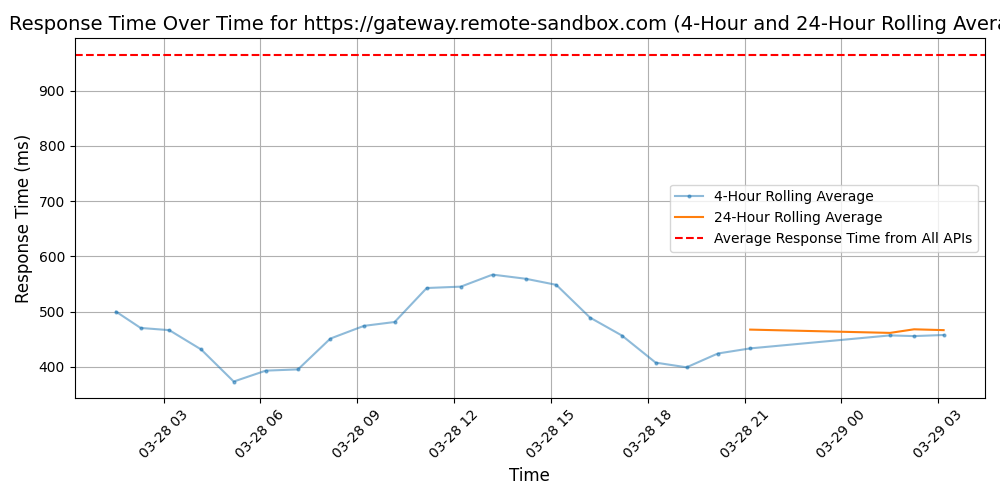 Response Time Over Time for https://gateway.remote-sandbox.com (4-Hour and 24-Hour Rolling Avera
Response Time (ms)
900
800
700
600
500
400
4-Hour Rolling Average
24-Hour Rolling Average
Average Response Time from All APIs
03-28 03
03-28 06
03-28 09
03-28 12
03-28 15
03-28 18
03-28 21
03-29 00
03-29 03
Time